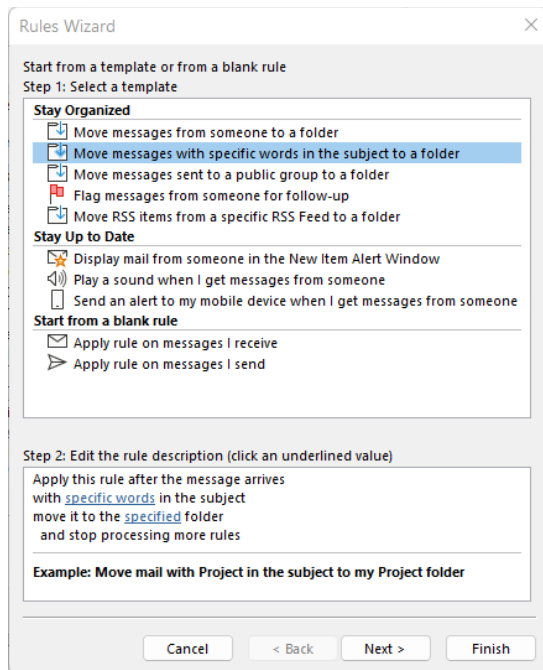 Rules Wizard
Start from a template or from a blank rule
Step 1: Select a template
Stay Organized
Move messages from someone to a folder
Move messages with specific words in the subject to a folder
Move messages sent to a public group to a folder
Flag messages from someone for follow-up
Move RSS items from a specific RSS Feed to a folder
Stay Up to Date
Display mail from someone in the New Item Alert Window
Play a sound when I get messages from someone
Send an alert to my mobile device when I get messages from someone
Start from a blank rule
Apply rule on messages I receive
Apply rule on messages I send
Step 2: Edit the rule description (click an underlined value)
Apply this rule after the message arrives
with specific words in the subject
move it to the specified folder
and stop processing more rules
Example: Move mail with Project in the subject to my Project folder
Cancel < Back Next > Finish